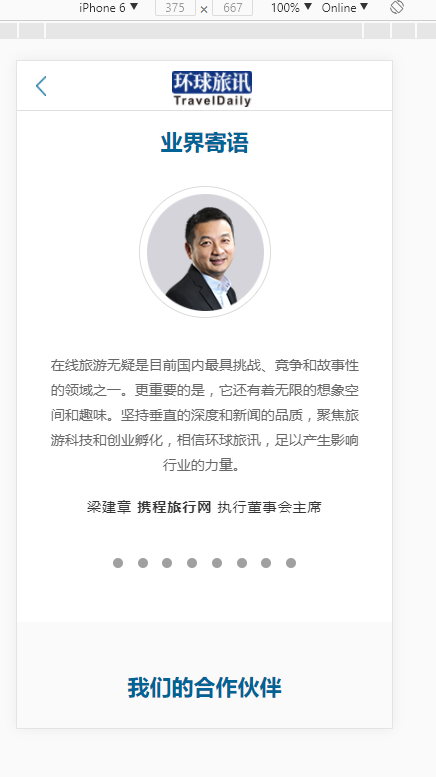 iPhone 6 ▼ 375 × 667 100% ▼ Online ▼
环球旅讯
TravelDaily
业界寄语
在线旅游无疑是目前国内最具挑战、竞争和故事性
的领域之一。更重要的是，它还有着无限的想象空
间和趣味。坚持垂直的深度和新闻的品质，聚焦旅
游科技和创业孵化，相信环球旅讯，足以产生影响
行业的力量。
梁建章 携程旅行网 执行董事会主席
我们的合作伙伴